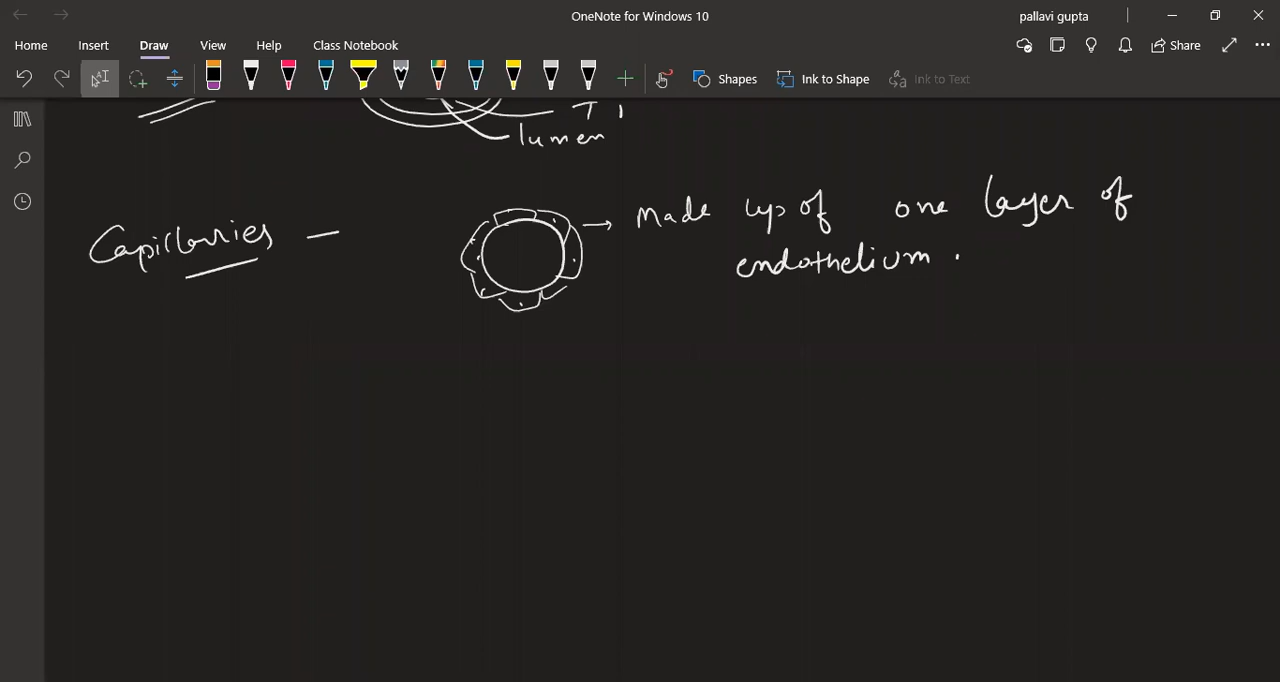 OneNote for Windows 10
pallavi gupta
Home Insert Draw View Help Class Notebook
Share
Shapes Ink to Shape Ink to Text
T
lumen
Capillarries - → Made up of one layer of
endothelium.